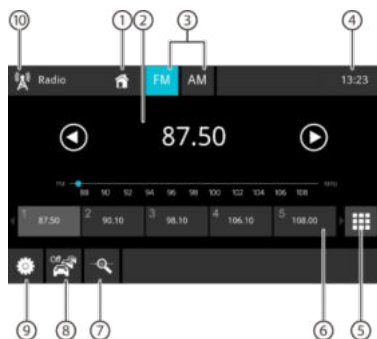 ⑩ ① ② ③ ④
Radio FM AM 13:23
87.50
FM 88 90 92 94 96 98 100 102 104 106 108 MHz
1 87.50 2 90.10 3 98.10 4 106.10 5 108.00
Off
⑨ ⑧ ⑦ ⑥ ⑤